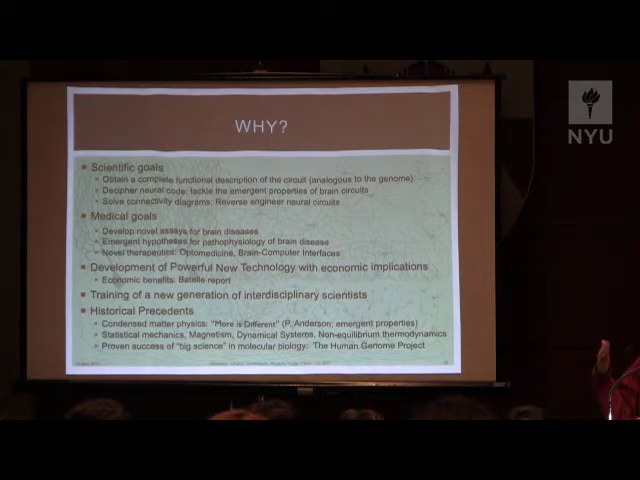 WHY?
NYU
Scientific goals
Obtain a complete functional description of the circuit (analogous to the genome).
Decipher neural code: tackle the emergent properties of brain circuits
Solve connectivity diagrams: Reverse engineer neural circuits
Medical goals
Develop novel assays for brain diseases
Emergent hypotheses for pathophysiology of brain disease
Novel therapeutics: Optomedicine, Brain-Computer Interfaces
Development of Powerful New Technology with economic implications
Economic benefits: Batelle report
Training of a new generation of interdisciplinary scientists
Historical Precedents
Condensed matter physics: "More is Different" (P. Anderson; emergent properties)
Statistical mechanics, Magnetism, Dynamical Systems, Non-equilibrium thermodynamics
Proven success of "big science" in molecular biology: The Human Genome Project